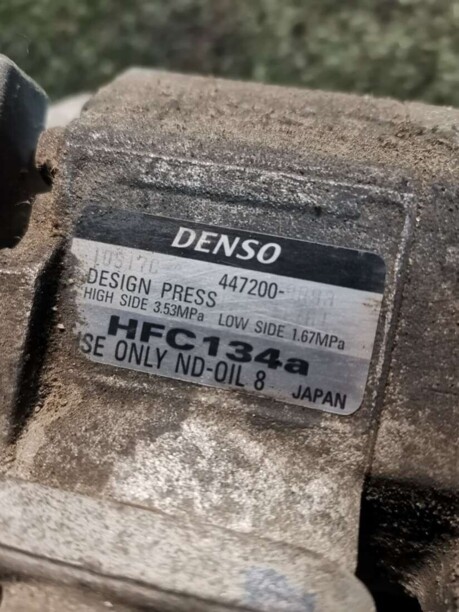 DENSO
10S17C 447200-
DESIGN PRESS
HIGH SIDE 3.53MPa LOW SIDE 1.67MPa
HFC134a
SE ONLY ND-OIL 8 JAPAN